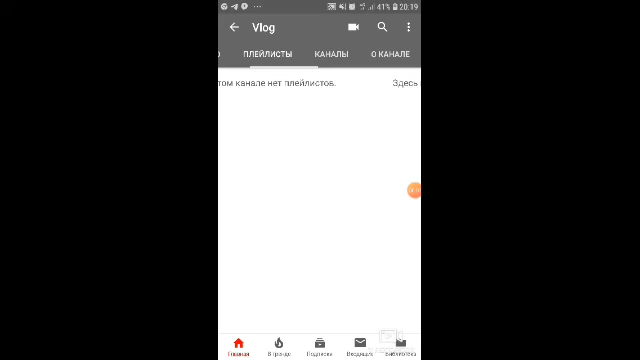 41% 20:19
Vlog
О ПЛЕЙЛИСТЫ КАНАЛЫ О КАНАЛЕ
том канале нет плейлистов. Здесь
Главная В тренде Подписки Входящие Библиотека